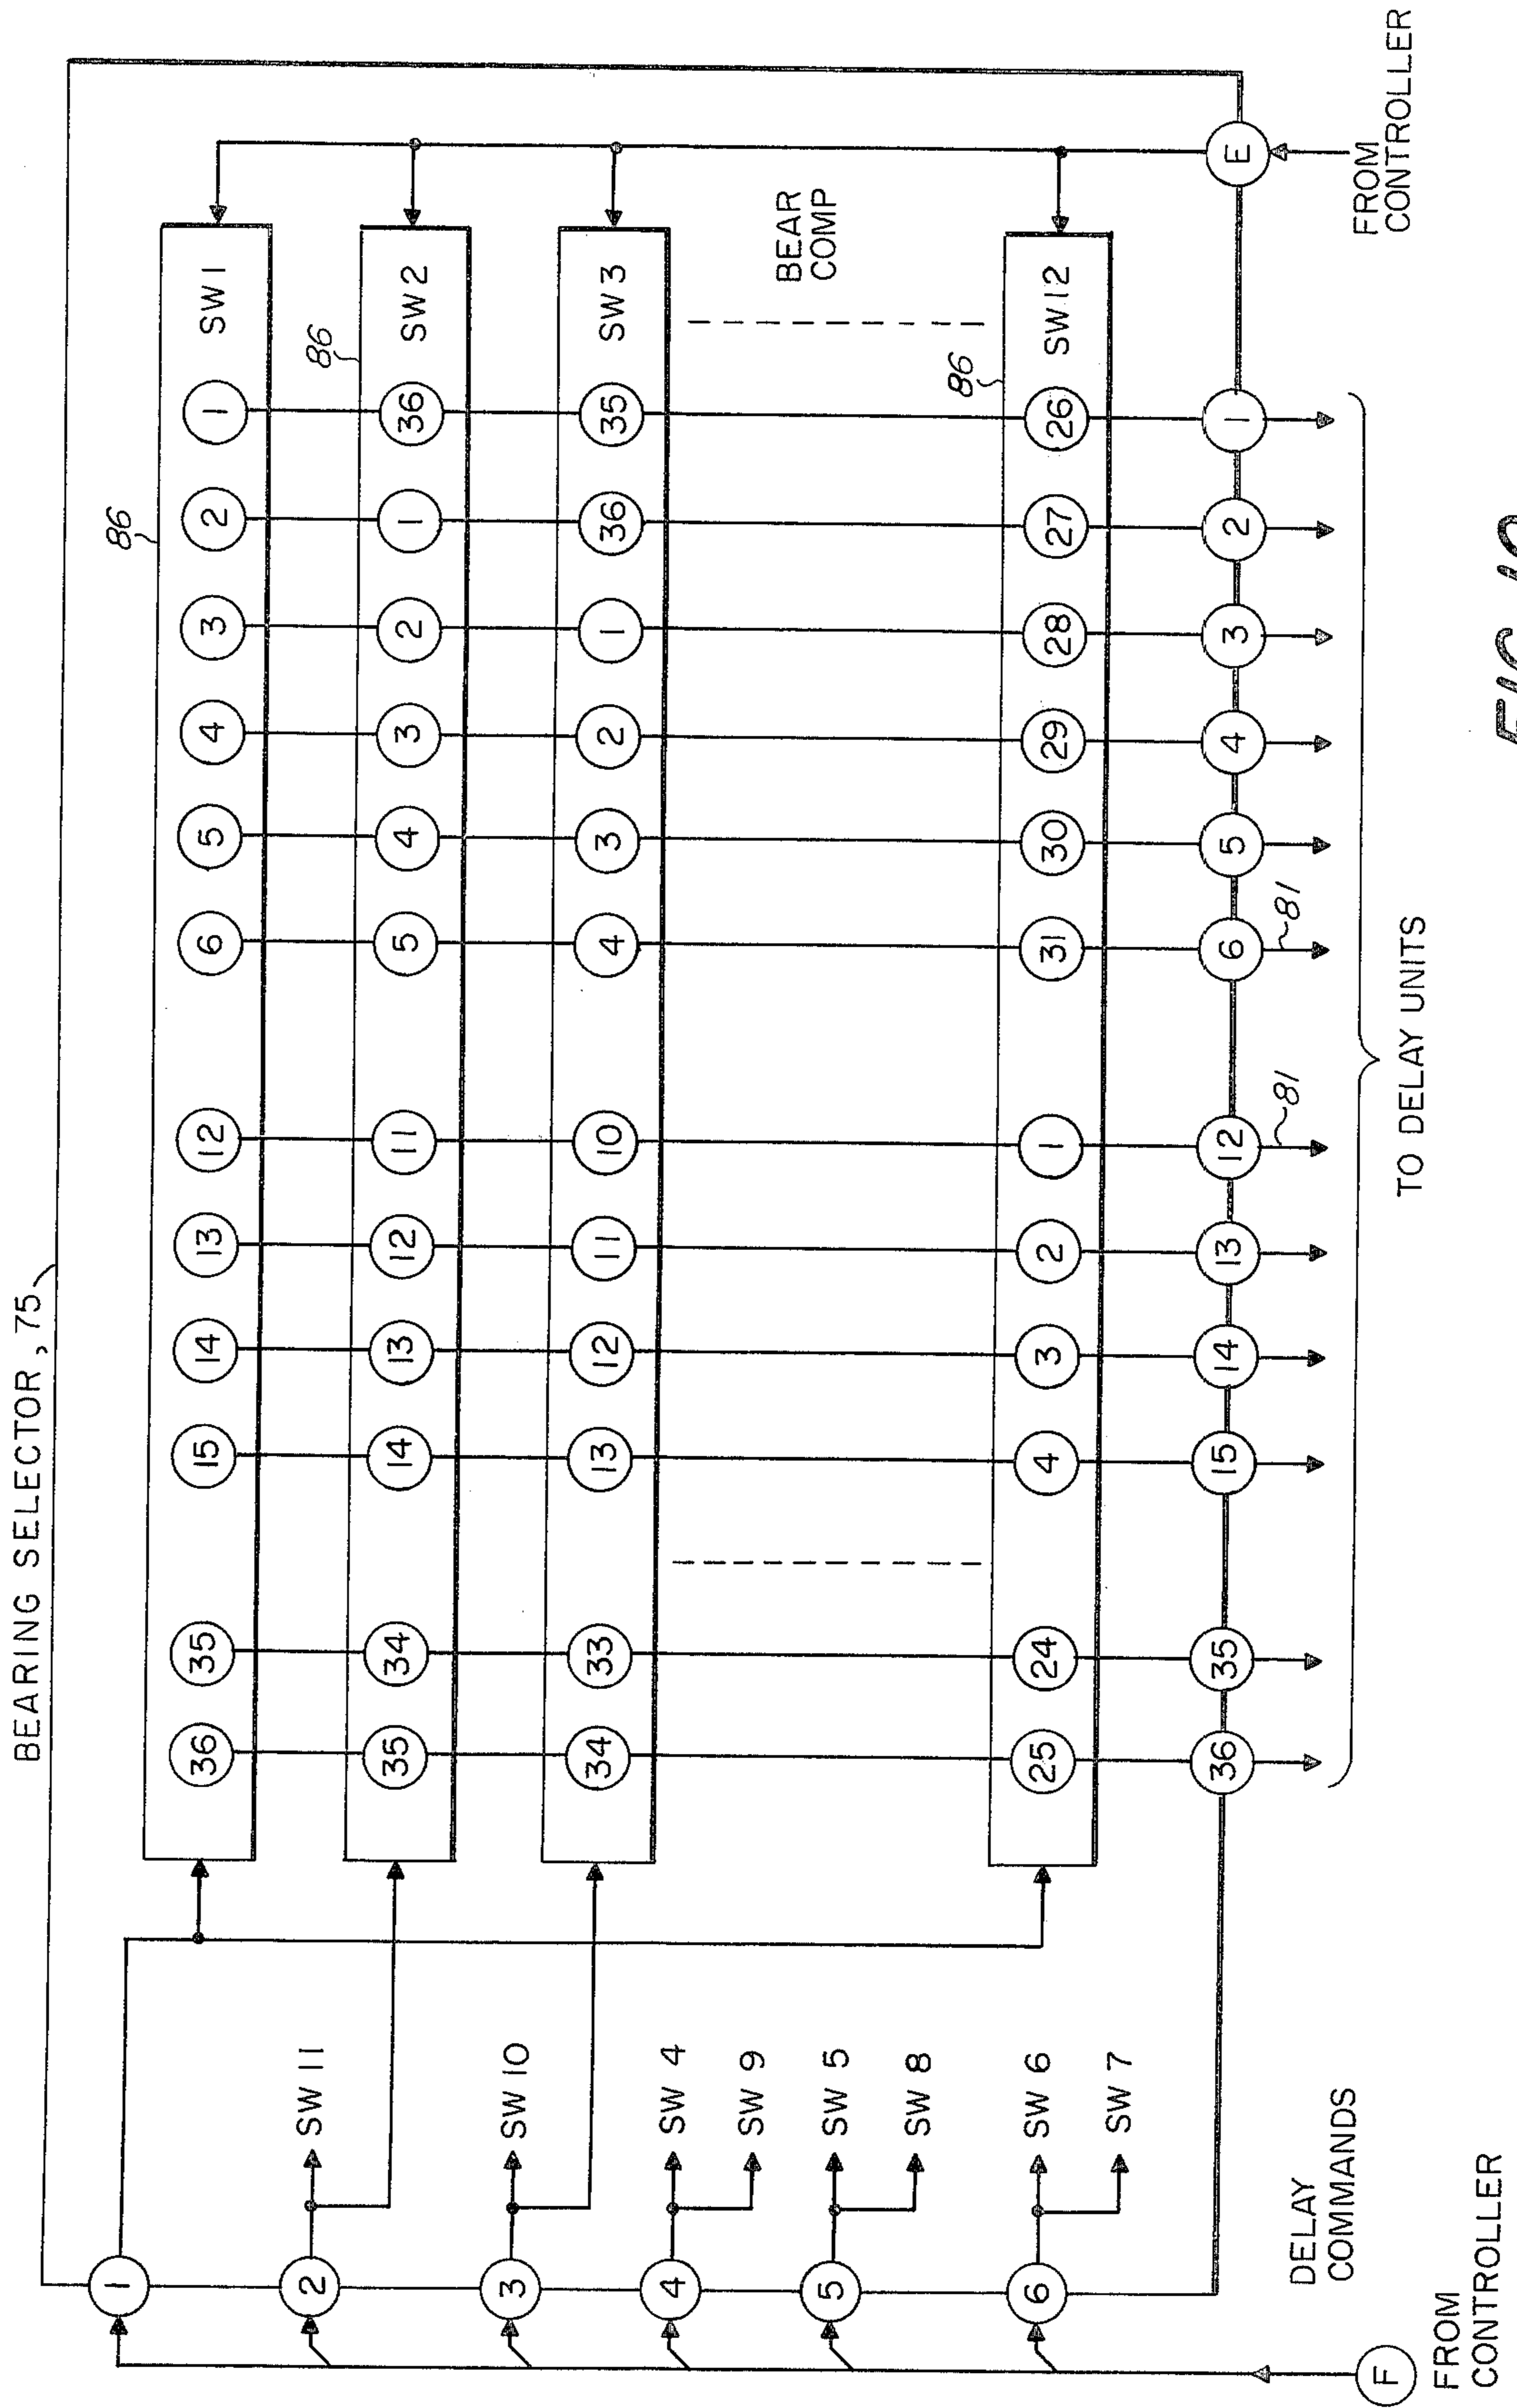 BEARING SELECTOR, 75
1
36 35 15 14 13 12 6 5 4 3 2 1 SW 1
86
2
SW 11
35 34 14 13 12 11 5 4 3 2 1 36 SW 2
86
3
SW 10
34 33 13 12 11 10 4 3 2 1 36 35 SW 3
4
SW 4
SW 9
BEAR
COMP
5
SW 5
SW 8
86
6
SW 6
SW 7
25 24 4 3 2 1 31 30 29 28 27 26 SW 12
36 35 15 14 13 12 6 5 4 3 2 1 E
81
81
DELAY
COMMANDS
TO DELAY UNITS
FROM
CONTROLLER
F
FROM
CONTROLLER